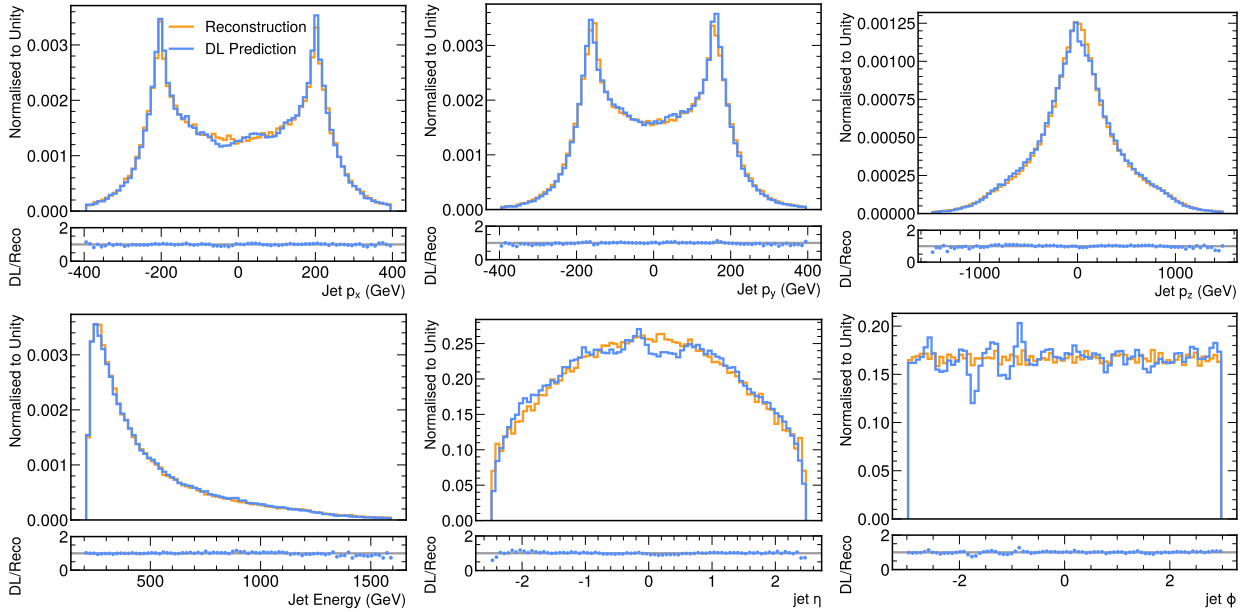 Normalised to Unity
0.003
0.002
0.001
0.000
Reconstruction
DL Prediction
DL/Reco
2
0
-400 -200 0 200 400
Jet pₓ (GeV)
Normalised to Unity
0.003
0.002
0.001
0.000
DL/Reco
2
0
-400 -200 0 200 400
Jet p_y (GeV)
Normalised to Unity
0.00125
0.00100
0.00075
0.00050
0.00025
0.00000
DL/Reco
2
0
-1000 0 1000
Jet p_z (GeV)
Normalised to Unity
0.003
0.002
0.001
0.000
DL/Reco
2
0
500 1000 1500
Jet Energy (GeV)
Normalised to Unity
0.25
0.20
0.15
0.10
0.05
0.00
DL/Reco
2
0
-2 -1 0 1 2
jet η
Normalised to Unity
0.20
0.15
0.10
0.05
0.00
DL/Reco
2
0
-2 0 2
jet ϕ